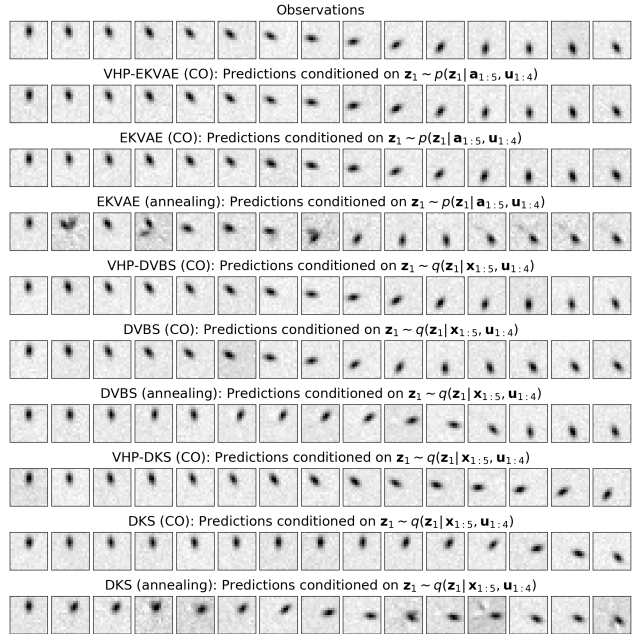 Observations
VHP-EKVAE (CO): Predictions conditioned on z₁ ~ p(z₁| a₁:₅, u₁:₄)
EKVAE (CO): Predictions conditioned on z₁ ~ p(z₁| a₁:₅, u₁:₄)
EKVAE (annealing): Predictions conditioned on z₁ ~ p(z₁| a₁:₅, u₁:₄)
VHP-DVBS (CO): Predictions conditioned on z₁ ~ q(z₁| x₁:₅, u₁:₄)
DVBS (CO): Predictions conditioned on z₁ ~ q(z₁| x₁:₅, u₁:₄)
DVBS (annealing): Predictions conditioned on z₁ ~ q(z₁| x₁:₅, u₁:₄)
VHP-DKS (CO): Predictions conditioned on z₁ ~ q(z₁| x₁:₅, u₁:₄)
DKS (CO): Predictions conditioned on z₁ ~ q(z₁| x₁:₅, u₁:₄)
DKS (annealing): Predictions conditioned on z₁ ~ q(z₁| x₁:₅, u₁:₄)